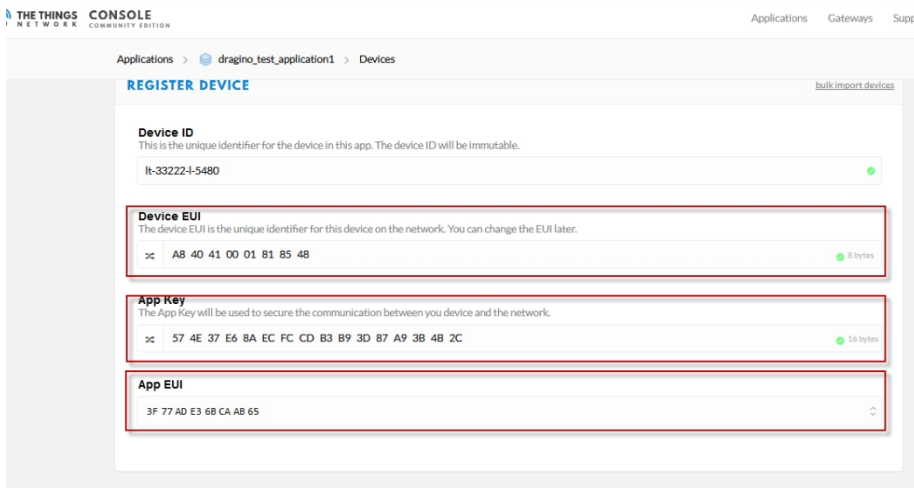 THE THINGS CONSOLE
NETWORK COMMUNITY EDITION
Applications Gateways Supp
Applications > dragino_test_application1 > Devices
REGISTER DEVICE bulk import devices
Device ID
This is the unique identifier for the device in this app. The device ID will be immutable.
lt-33222-l-5480
Device EUI
The device EUI is the unique identifier for this device on the network. You can change the EUI later.
A8 40 41 00 01 81 85 48 8 bytes
App Key
The App Key will be used to secure the communication between you device and the network.
57 4E 37 E6 8A EC FC CD B3 B9 3D 87 A9 3B 4B 2C 16 bytes
App EUI
3F 77 AD E3 6B CA AB 65